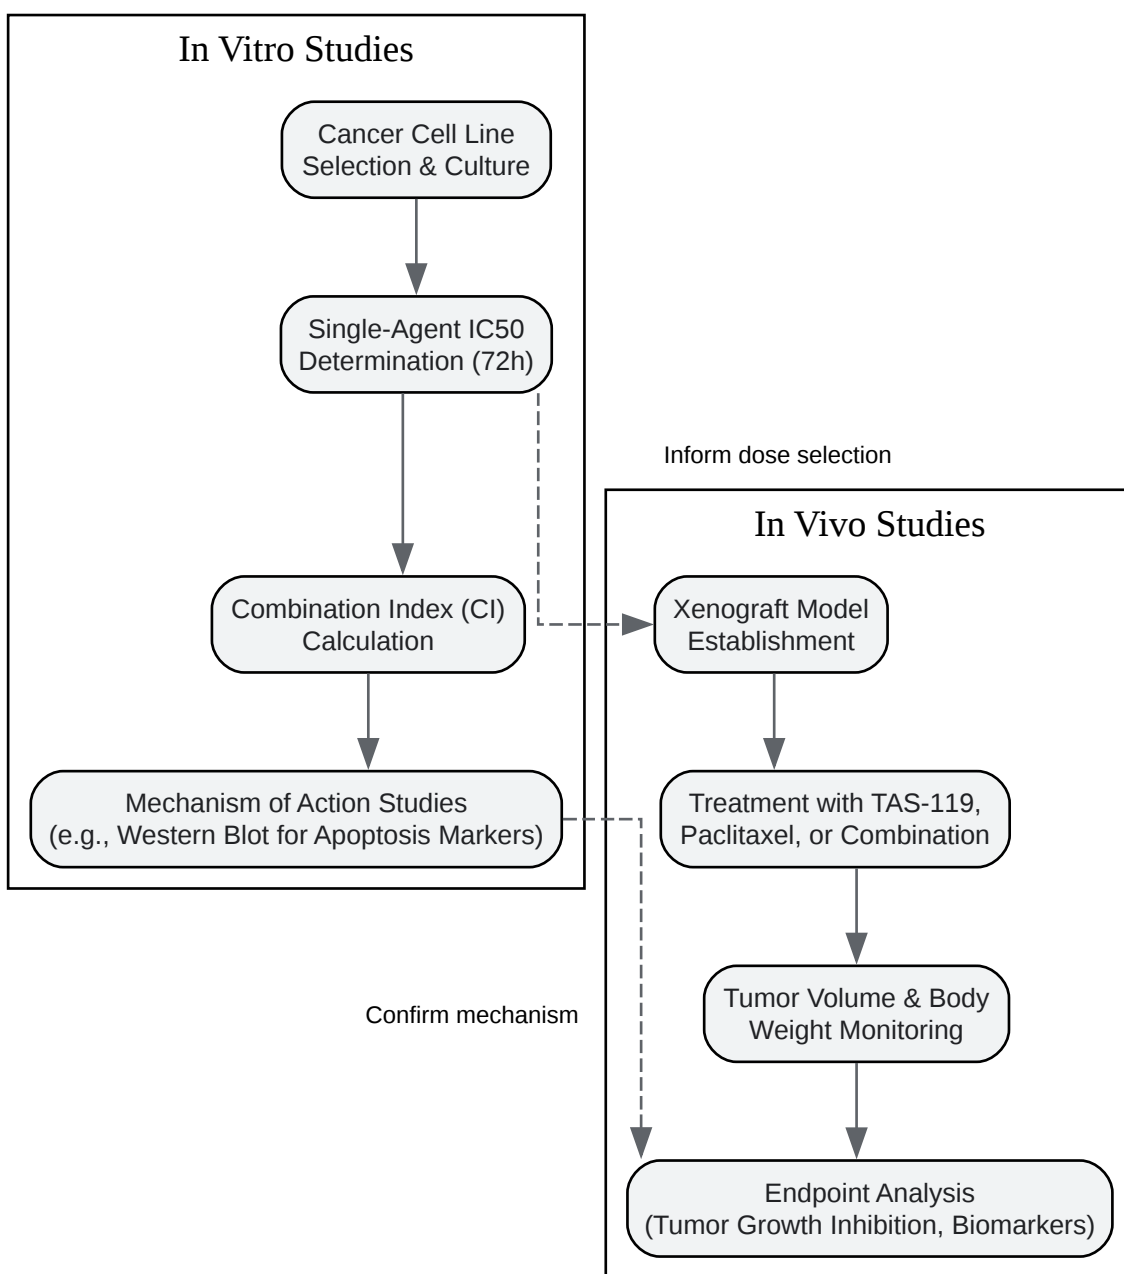 In Vitro Studies
Cancer Cell Line
Selection & Culture
Single-Agent IC50
Determination (72h)
Inform dose selection
In Vivo Studies
Combination Index (CI)
Calculation
Xenograft Model
Establishment
Mechanism of Action Studies
(e.g., Western Blot for Apoptosis Markers)
Treatment with TAS-119,
Paclitaxel, or Combination
Confirm mechanism
Tumor Volume & Body
Weight Monitoring
Endpoint Analysis
(Tumor Growth Inhibition, Biomarkers)